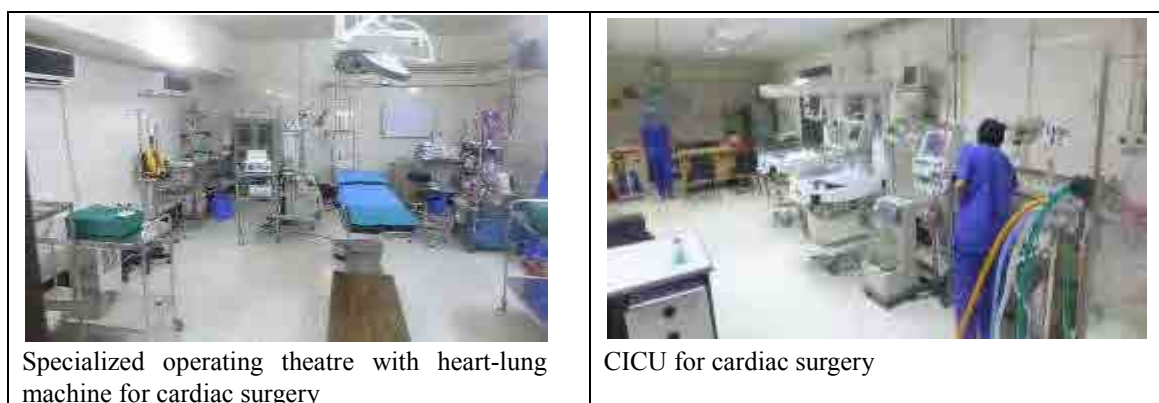 Specialized operating theatre with heart-lung
machine for cardiac surgery
CICU for cardiac surgery